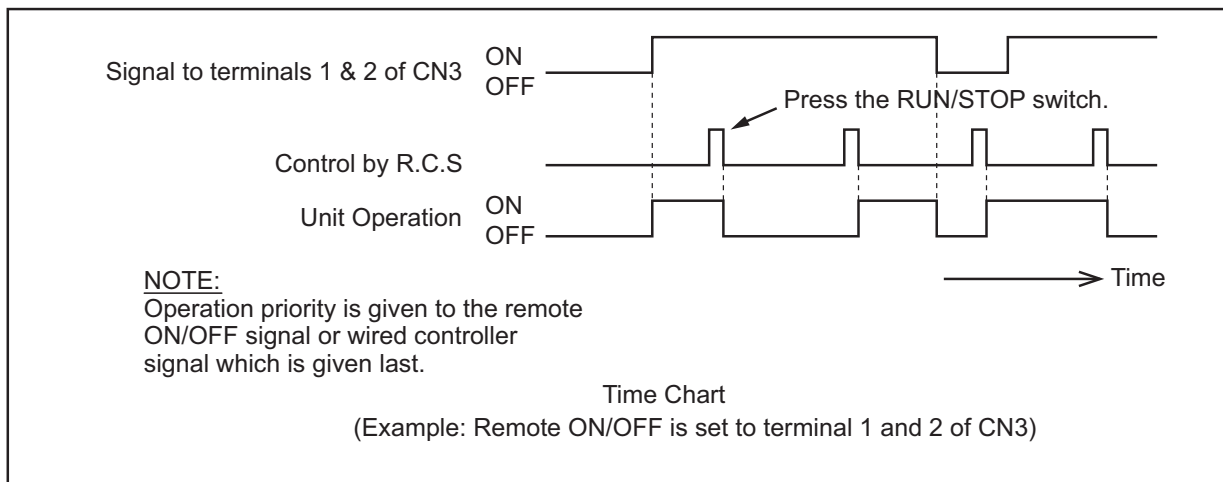 Signal to terminals 1 & 2 of CN3
ON
OFF
Press the RUN/STOP switch.
Control by R.C.S
Unit Operation
ON
OFF
Time
NOTE:
Operation priority is given to the remote
ON/OFF signal or wired controller
signal which is given last.
Time Chart
(Example: Remote ON/OFF is set to terminal 1 and 2 of CN3)